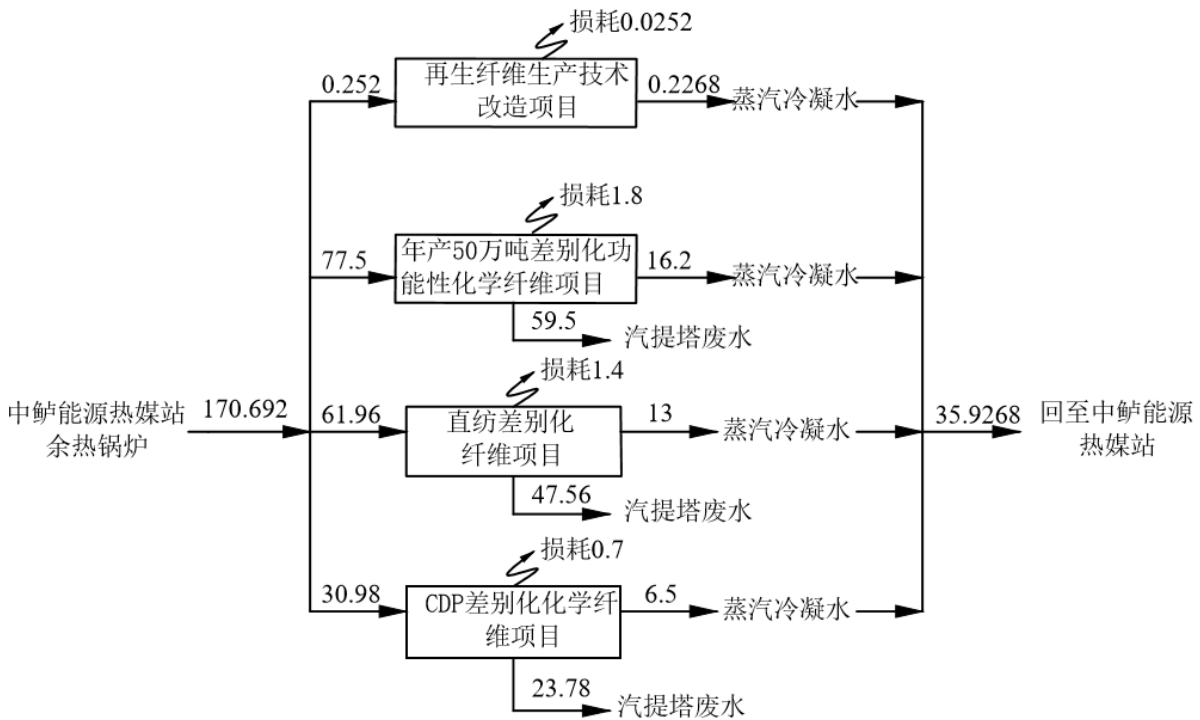 损耗0.0252
0.252
再生纤维生产技术
改造项目
0.2268
蒸汽冷凝水
损耗1.8
77.5
年产50万吨差别化功
能性化学纤维项目
16.2
蒸汽冷凝水
59.5
汽提塔废水
损耗1.4
中鲈能源热媒站
余热锅炉
170.692
61.96
直纺差别化
纤维项目
13
蒸汽冷凝水
35.9268
回至中鲈能源
热媒站
47.56
汽提塔废水
损耗0.7
30.98
CDP差别化化学纤
维项目
6.5
蒸汽冷凝水
23.78
汽提塔废水